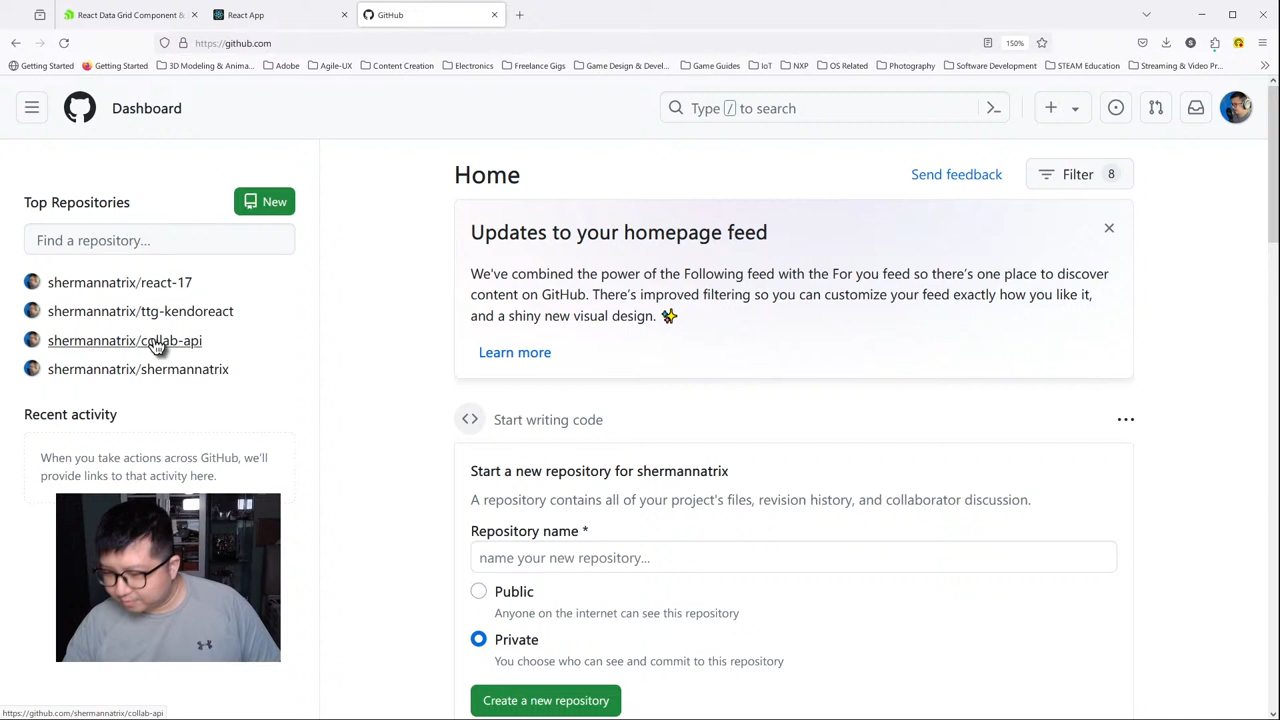 React Data Grid Component &
React App
GitHub
https://github.com
150%
Getting Started
Getting Started
3D Modeling & Anima...
Adobe
Agile-UX
Content Creation
Electronics
Freelance Gigs
Game Design & Devel...
Game Guides
IoT
NXP
OS Related
Photography
Software Development
STEAM Education
Streaming & Video Pr...
Dashboard
Type / to search
Top Repositories
New
Find a repository...
shermannatrix/react-17
shermannatrix/ttg-kendoreact
shermannatrix/collab-api
shermannatrix/shermannatrix
Recent activity
When you take actions across GitHub, we'll
provide links to that activity here.
Home
Send feedback
Filter 8
Updates to your homepage feed
We've combined the power of the Following feed with the For you feed so there's one place to discover
content on GitHub. There's improved filtering so you can customize your feed exactly how you like it,
and a shiny new visual design. ✨
Learn more
Start writing code
Start a new repository for shermannatrix
A repository contains all of your project's files, revision history, and collaborator discussion.
Repository name *
name your new repository...
Public
Anyone on the internet can see this repository
Private
You choose who can see and commit to this repository
Create a new repository
https://github.com/shermannatrix/collab-api